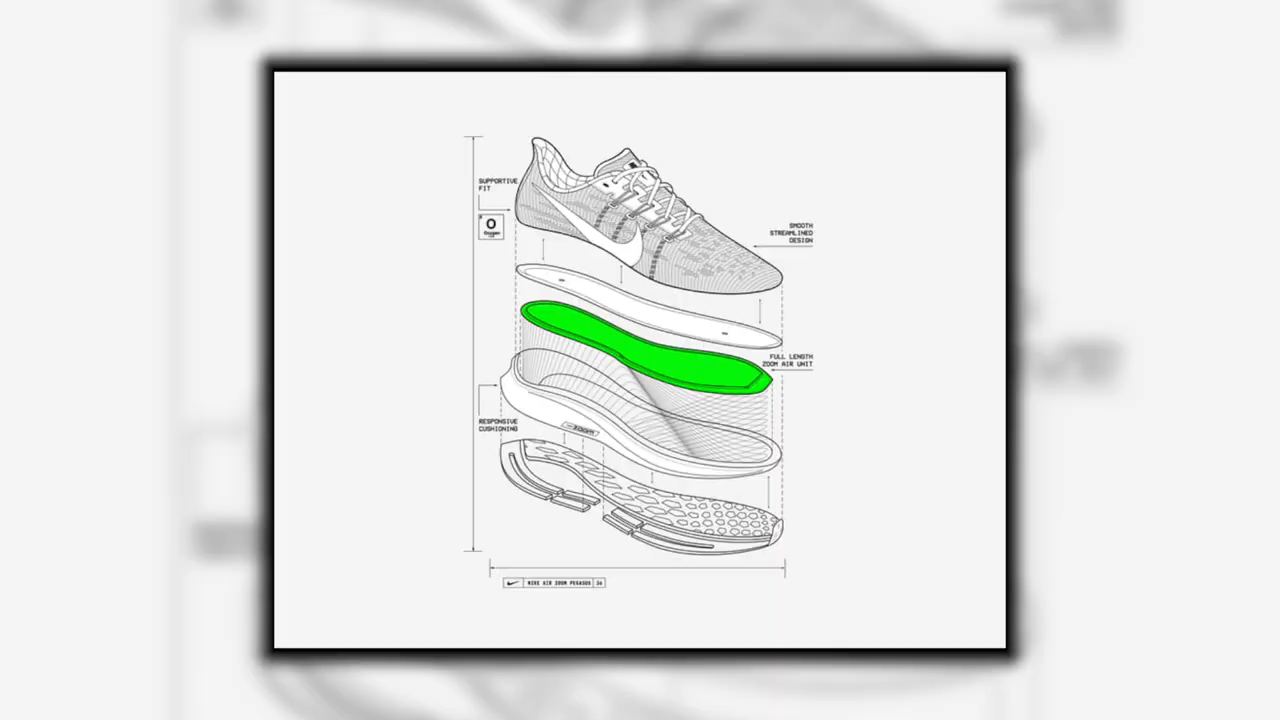 SUPPORTIVE
FIT
O
Oxygen
SMOOTH
STREAMLINED
DESIGN
FULL LENGTH
ZOOM AIR UNIT
RESPONSIVE
CUSHIONING
zoom
NIKE AIR ZOOM PEGASUS 36